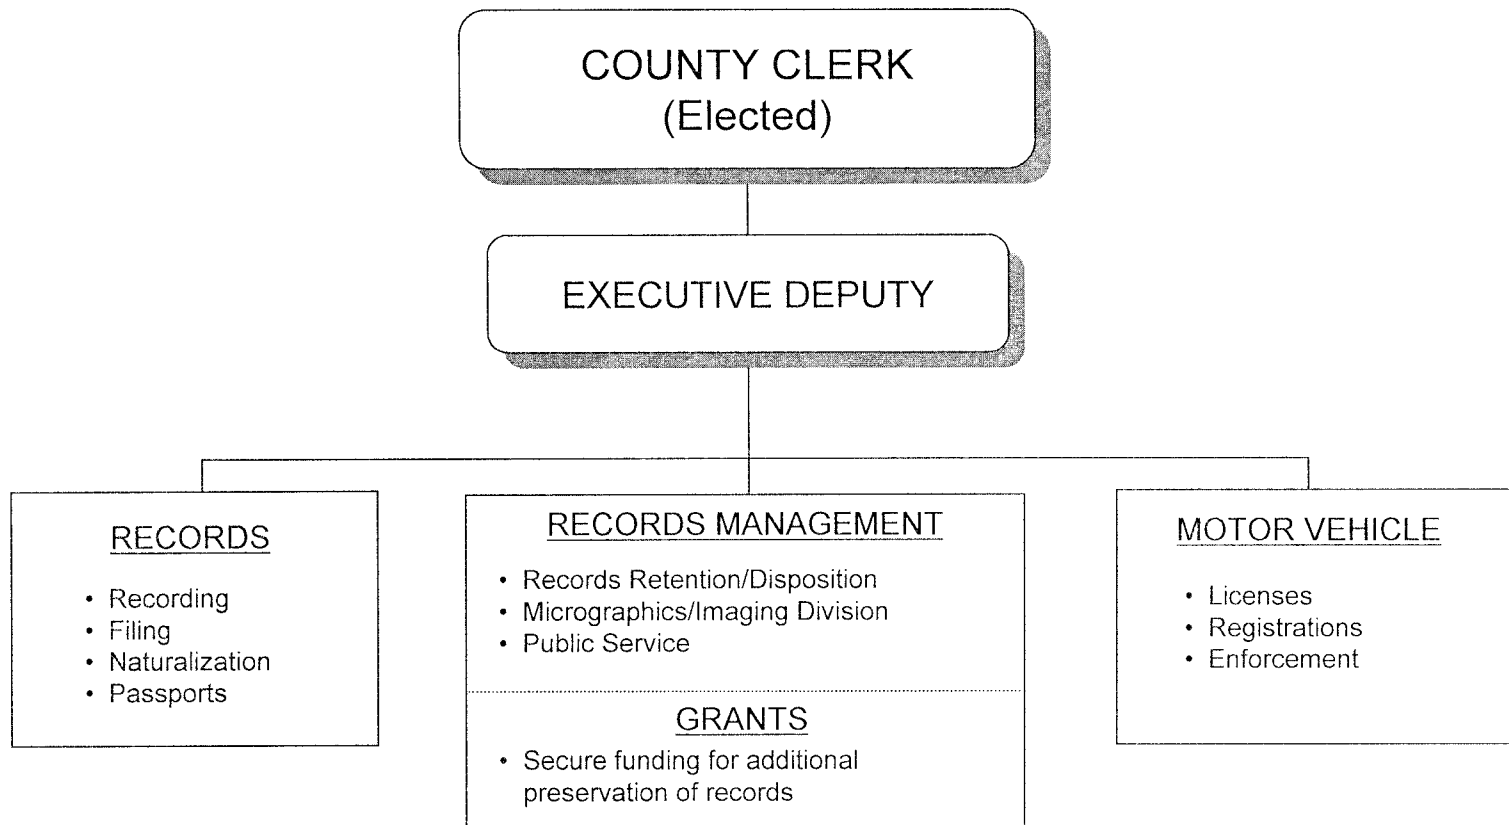 COUNTY CLERK
(Elected)
EXECUTIVE DEPUTY
RECORDS
• Recording
• Filing
• Naturalization
• Passports
RECORDS MANAGEMENT
• Records Retention/Disposition
• Micrographics/Imaging Division
• Public Service
GRANTS
• Secure funding for additional
preservation of records
MOTOR VEHICLE
• Licenses
• Registrations
• Enforcement